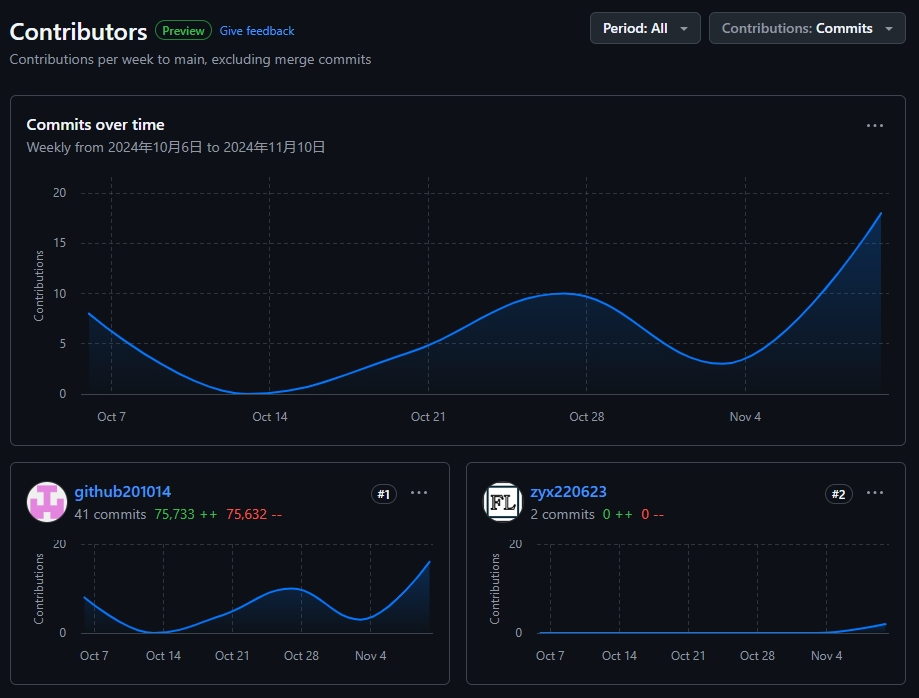 Contributors Preview Give feedback
Period: All
Contributions: Commits
Contributions per week to main, excluding merge commits
Commits over time
Weekly from 2024年10月6日 to 2024年11月10日
20
15
10
5
0
Contributions
Oct 7 Oct 14 Oct 21 Oct 28 Nov 4
github201014 #1
41 commits 75,733 ++ 75,632 --
20
0
Contributions
Oct 7 Oct 14 Oct 21 Oct 28 Nov 4
FL
zyx220623 #2
2 commits 0 ++ 0 --
20
0
Contributions
Oct 7 Oct 14 Oct 21 Oct 28 Nov 4